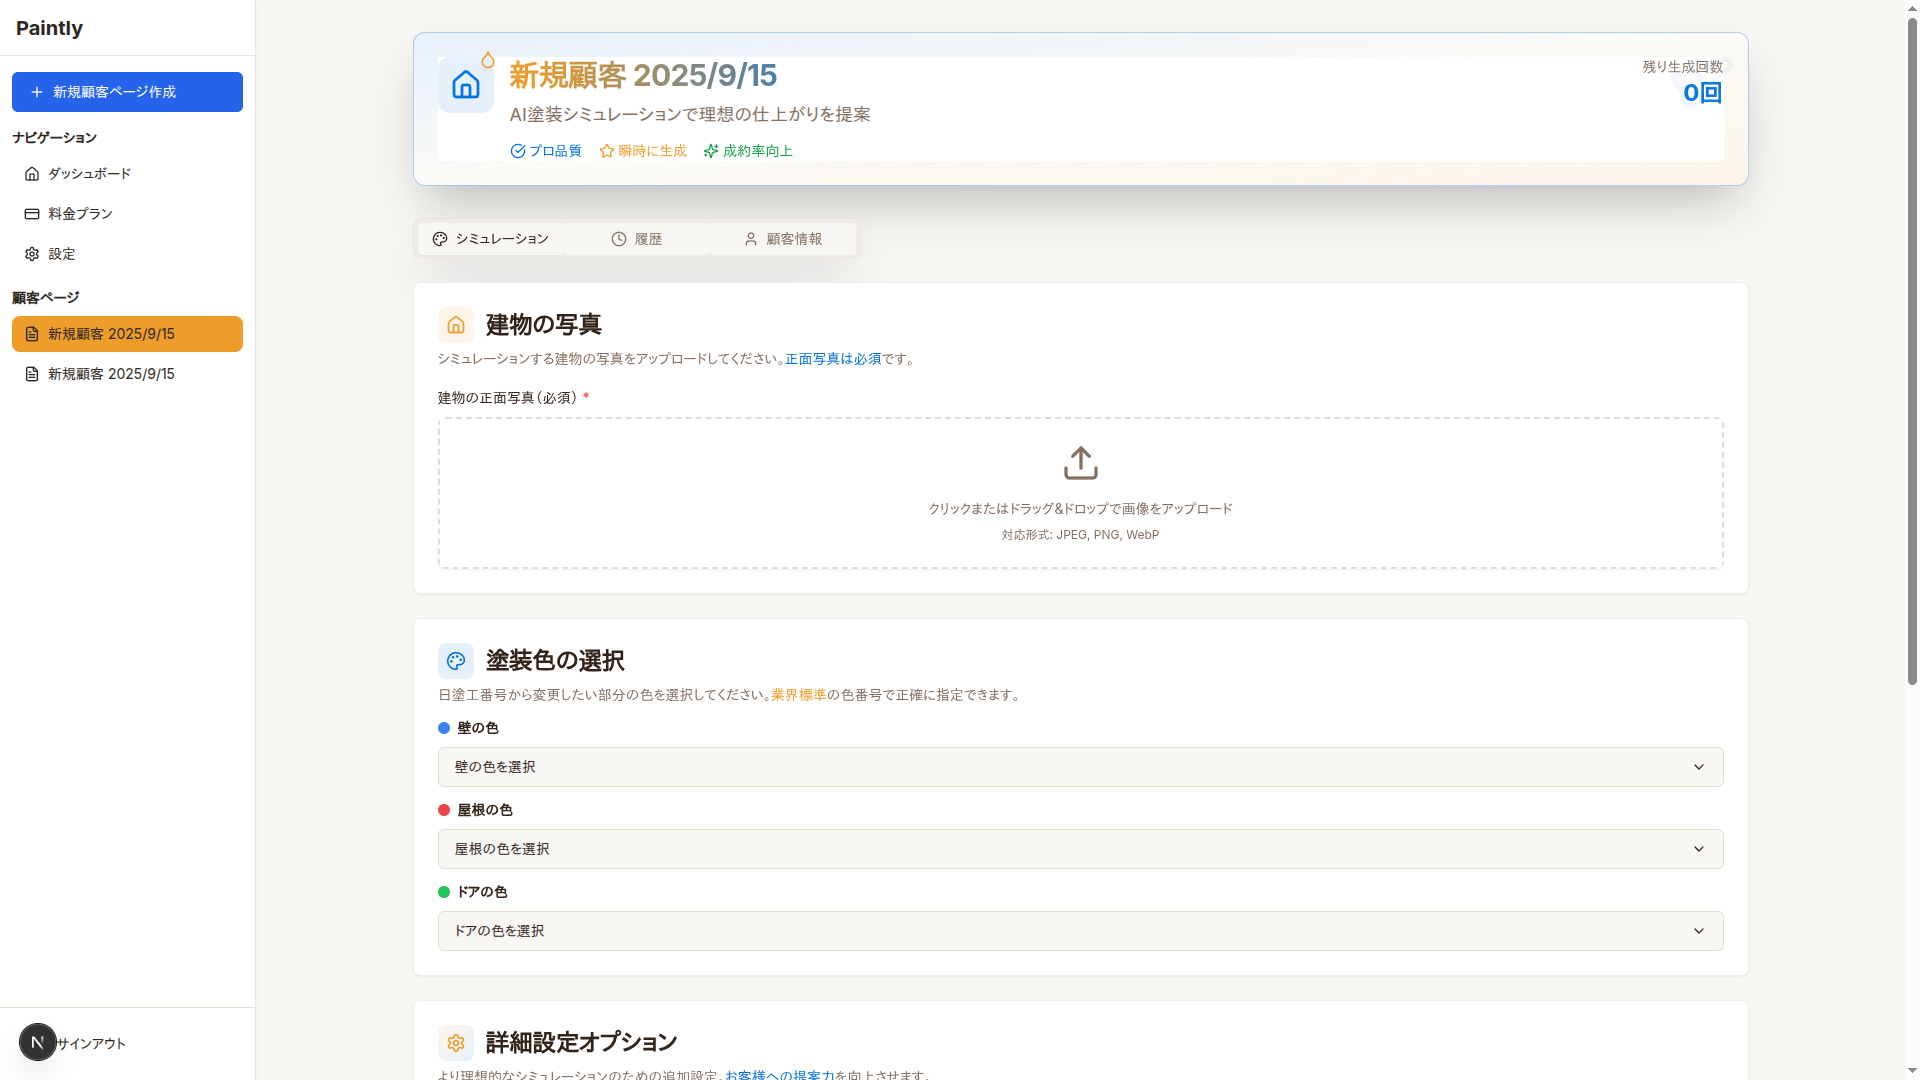 Paintly
新規顧客ページ作成
ナビゲーション
ダッシュボード
料金プラン
設定
顧客ページ
新規顧客 2025/9/15
新規顧客 2025/9/15
N
サインアウト
新規顧客 2025/9/15
AI塗装シミュレーションで理想の仕上がりを提案
プロ品質
瞬時に生成
成約率向上
残り生成回数
0回
シミュレーション
履歴
顧客情報
建物の写真
シミュレーションする建物の写真をアップロードしてください。正面写真は必須です。
建物の正面写真（必須） *
クリックまたはドラッグ&ドロップで画像をアップロード
対応形式: JPEG, PNG, WebP
塗装色の選択
日塗工番号から変更したい部分の色を選択してください。業界標準の色番号で正確に指定できます。
壁の色
壁の色を選択
屋根の色
屋根の色を選択
ドアの色
ドアの色を選択
詳細設定オプション
より理想的なシミュレーションのための追加設定。お客様への提案力を向上させます。